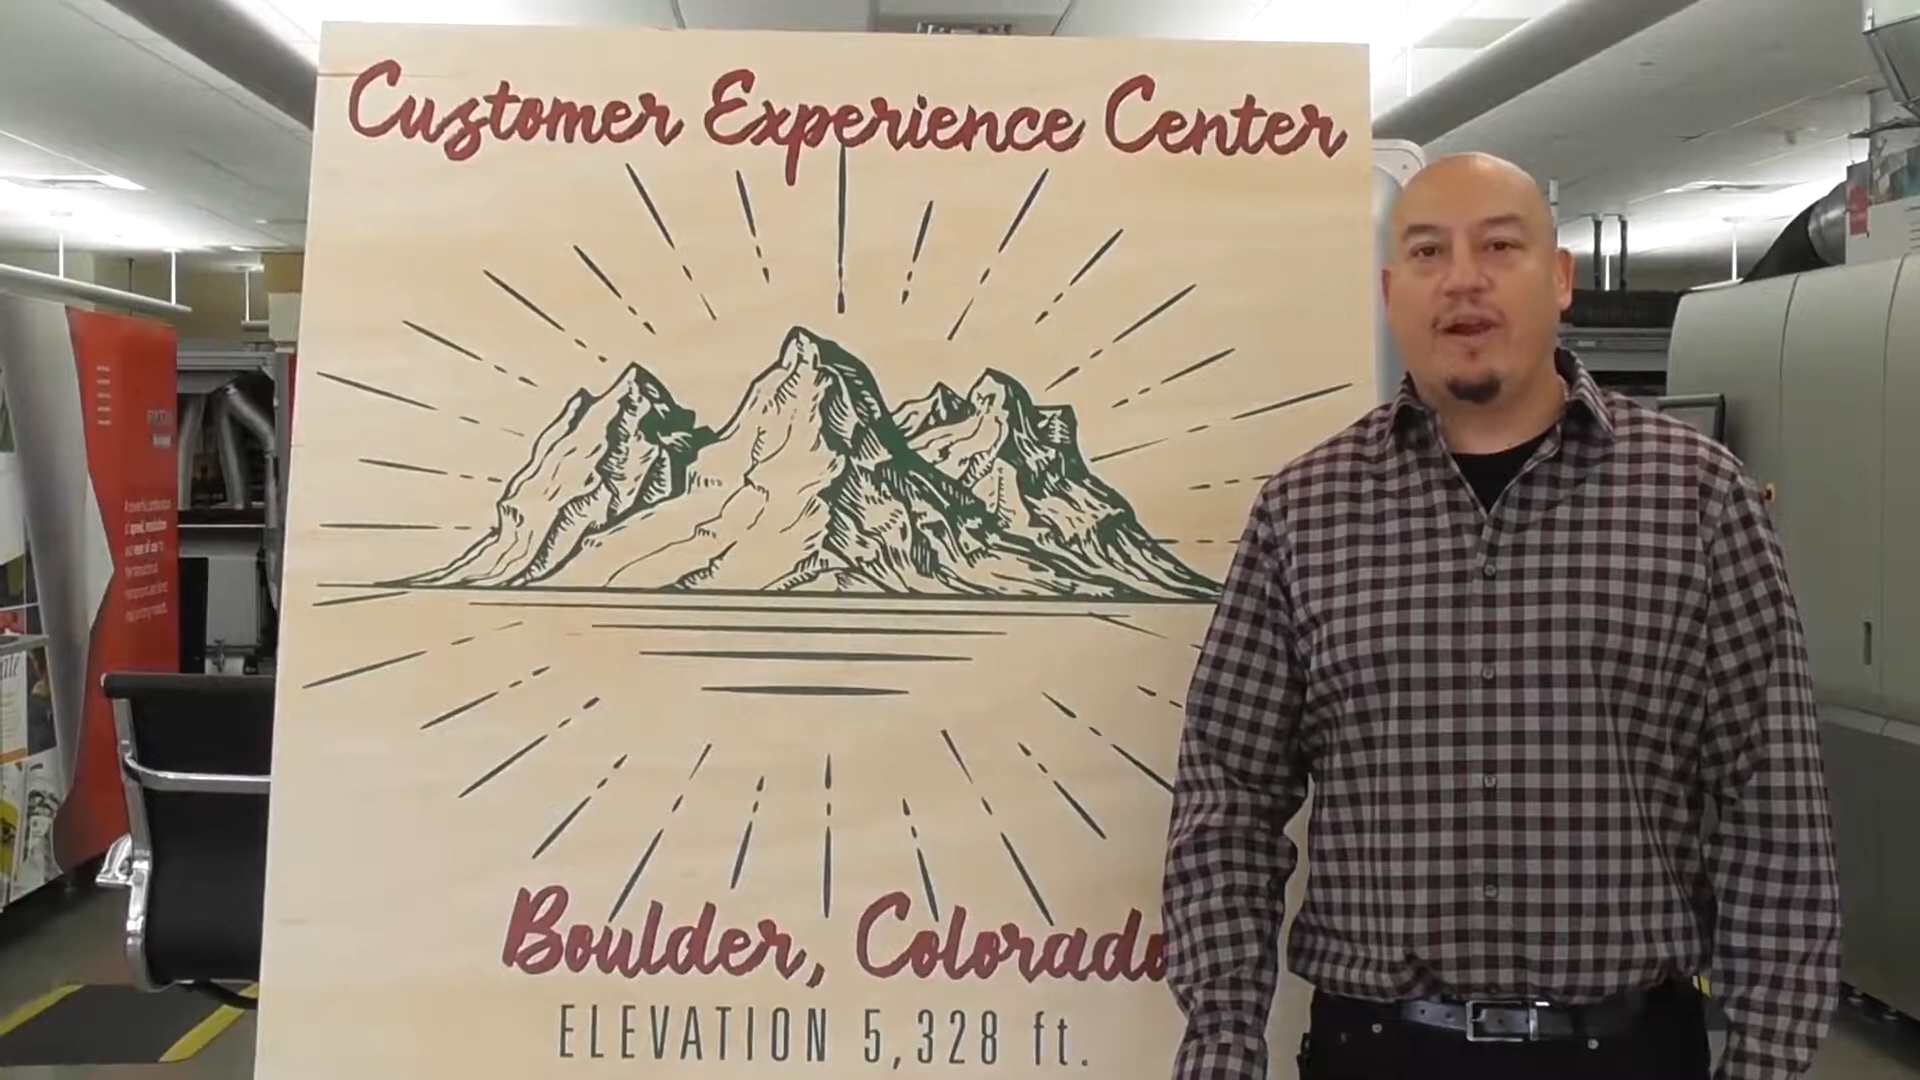 Customer Experience Center
Boulder, Colorado
ELEVATION 5,328 ft.